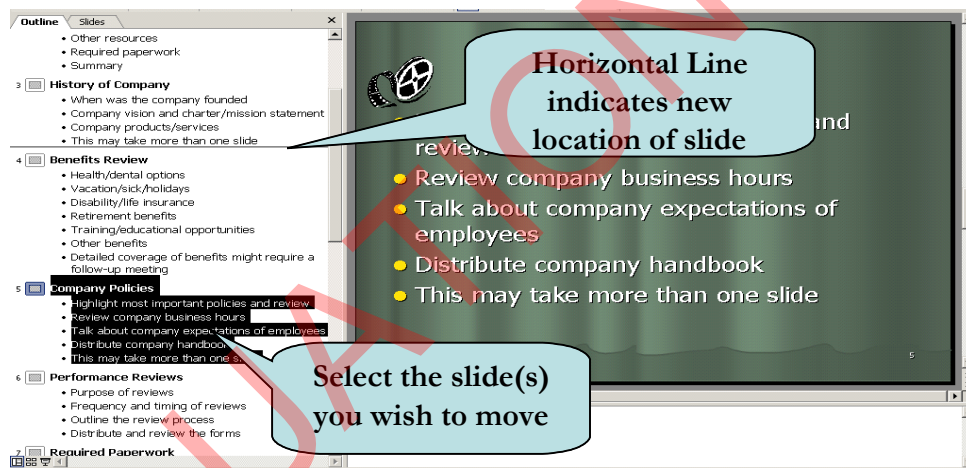 Outline Slides
• Other resources
• Required paperwork
• Summary
3 History of Company
• When was the company founded
• Company vision and charter/mission statement
• Company products/services
• This may take more than one slide
4 Benefits Review
• Health/dental options
• Vacation/sick/holidays
• Disability/life insurance
• Retirement benefits
• Training/educational opportunities
• Other benefits
• Detailed coverage of benefits might require a
follow-up meeting
5 Company Policies
• Highlight most important policies and review
• Review company business hours
• Talk about company expectations of employees
• Distribute company handbook
• This may take more than one
6 Performance Reviews
• Purpose of reviews
• Frequency and timing of reviews
• Outline the review process
• Distribute and review the forms
7 Required Paperwork
Horizontal Line
indicates new
location of slide
and
review
• Review company business hours
• Talk about company expectations of
employees
• Distribute company handbook
• This may take more than one slide
5
Select the slide(s)
you wish to move
UATION